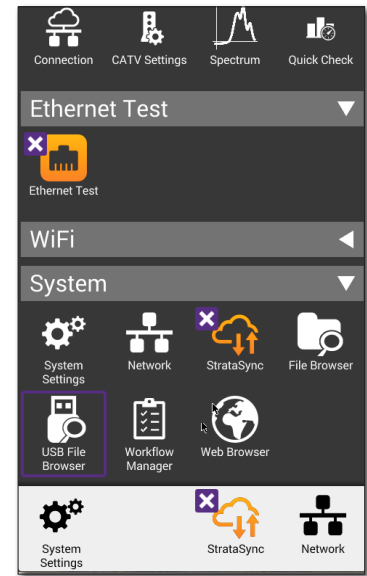 Connection CATV Settings Spectrum Quick Check
Ethernet Test
Ethernet Test
WiFi
System
System
Settings
Network
StrataSync
File Browser
USB File
Browser
Workflow
Manager
Web Browser
System
Settings
StrataSync
Network